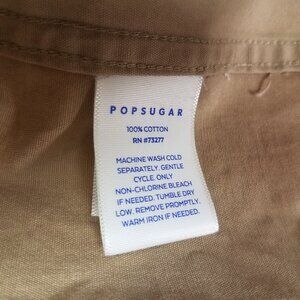 POPSUGAR
100% COTTON
RN #73277
MACHINE WASH COLD
SEPARATELY. GENTLE
CYCLE. ONLY
NON-CHLORINE BLEACH
IF NEEDED. TUMBLE DRY
LOW. REMOVE PROMPTLY.
WARM IRON IF NEEDED.